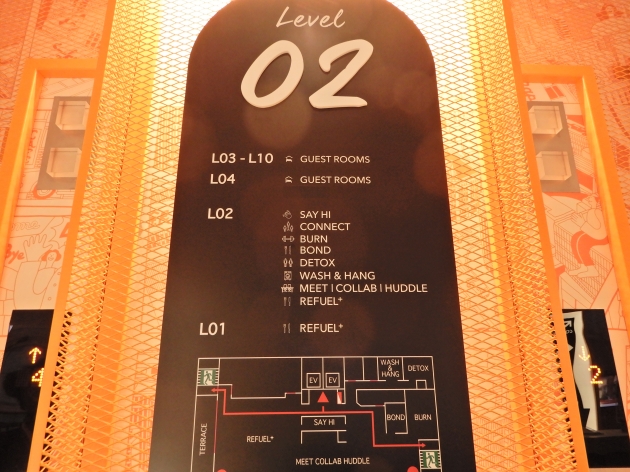 Level
02
L03 - L10 GUEST ROOMS
L04 GUEST ROOMS
L02 SAY HI
CONNECT
BURN
BOND
DETOX
WASH & HANG
MEET | COLLAB | HUDDLE
REFUEL+
L01 REFUEL+
EV EV
WASH
&
HANG
DETOX
SAY HI
BOND
BURN
TERRACE
REFUEL+
MEET COLLAB HUDDLE
2